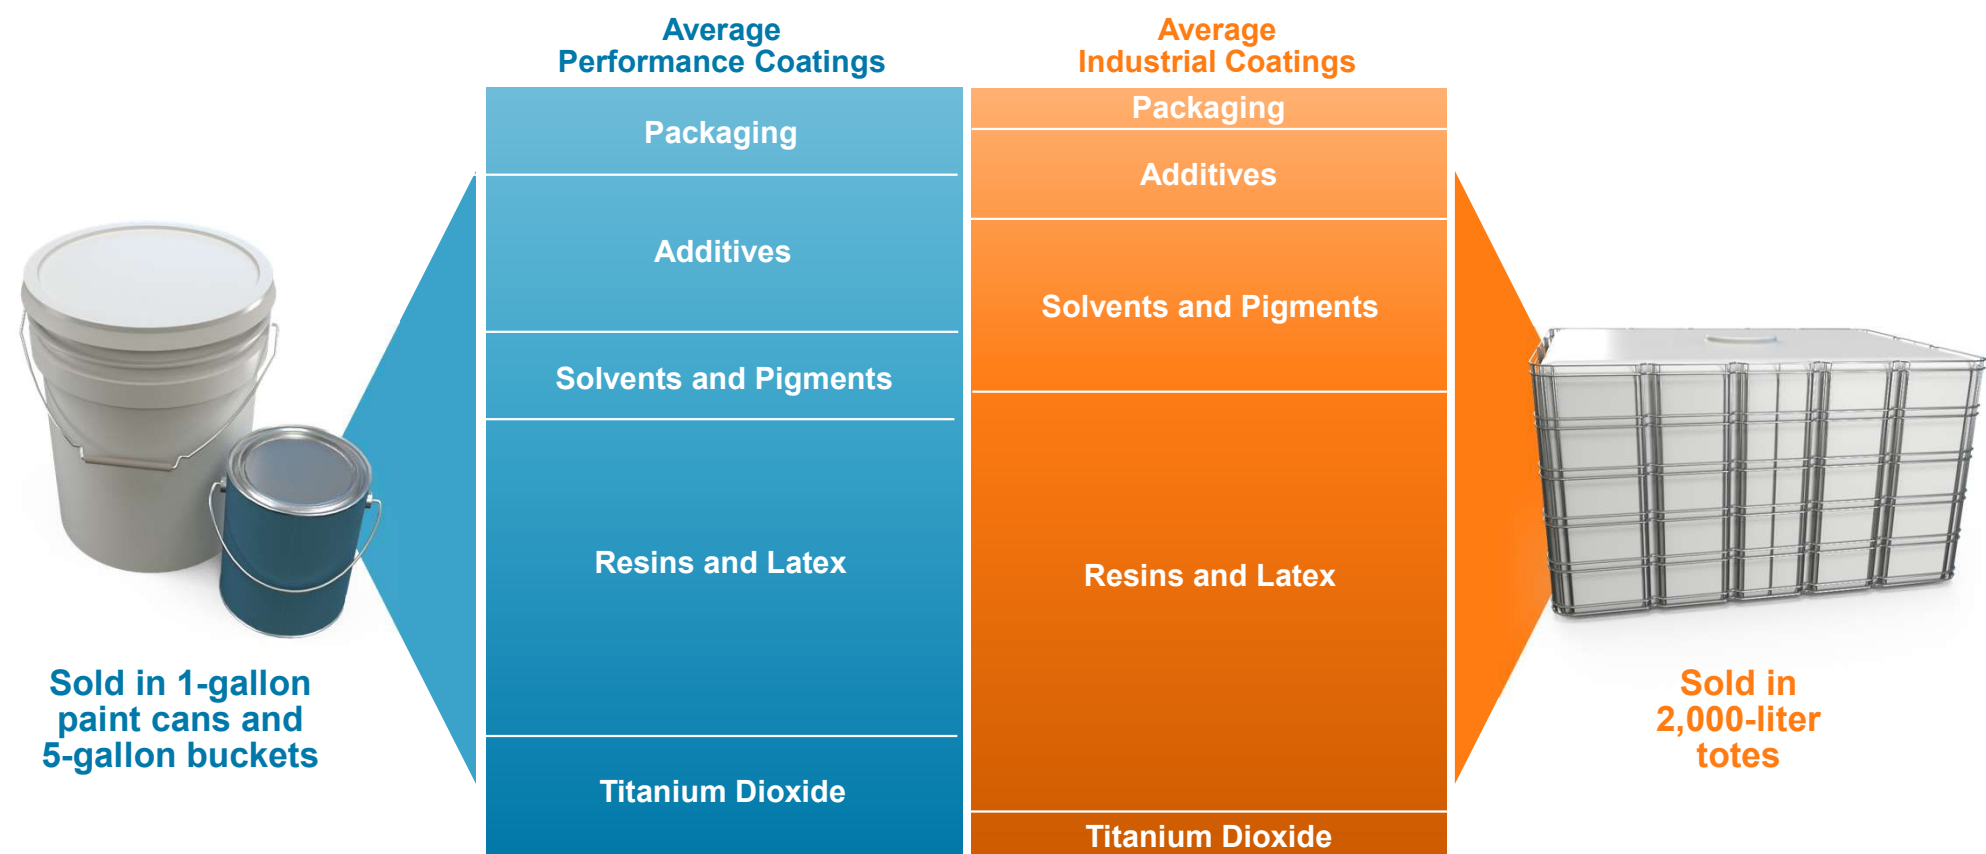 Average
Performance Coatings
Packaging
Additives
Solvents and Pigments
Resins and Latex
Titanium Dioxide
Average
Industrial Coatings
Packaging
Additives
Solvents and Pigments
Resins and Latex
Titanium Dioxide
Sold in 1-gallon
paint cans and
5-gallon buckets
Sold in
2,000-liter
totes